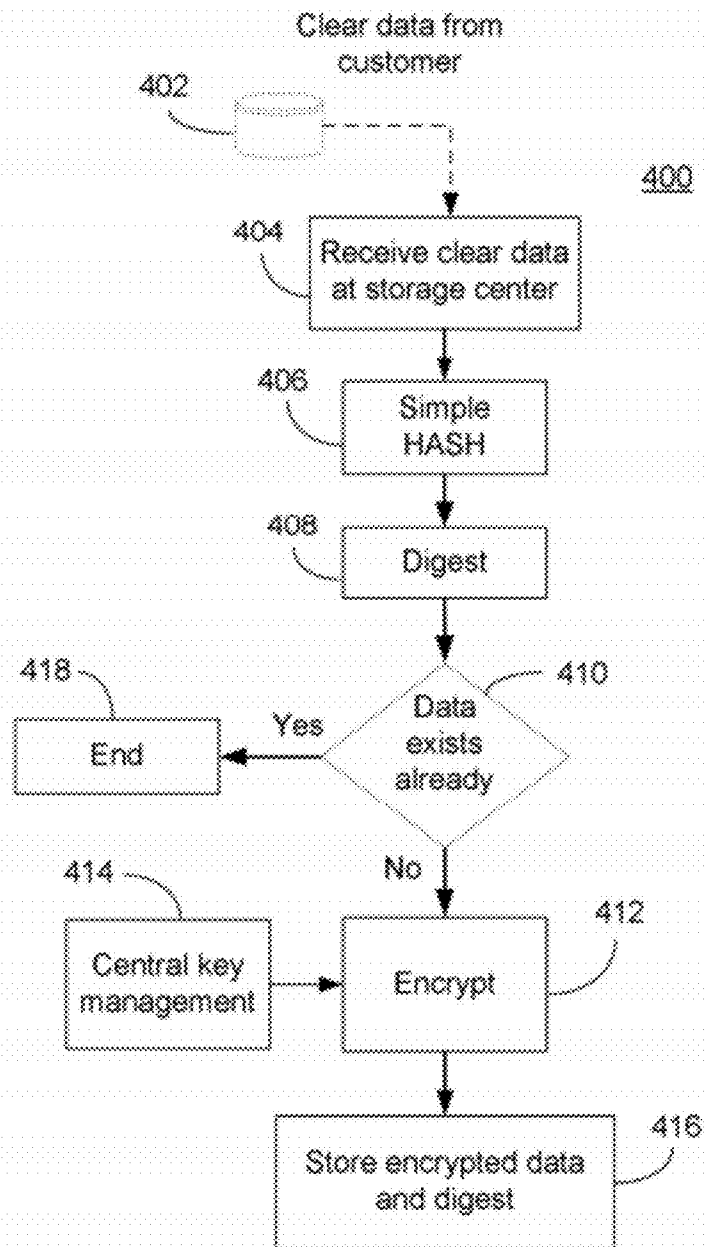 Clear data from
customer
402
400
404
Receive clear data
at storage center
406
Simple
HASH
408
Digest
418
410
Yes
Data
exists
already
End
No
414
412
Central key
management
Encrypt
416
Store encrypted data
and digest